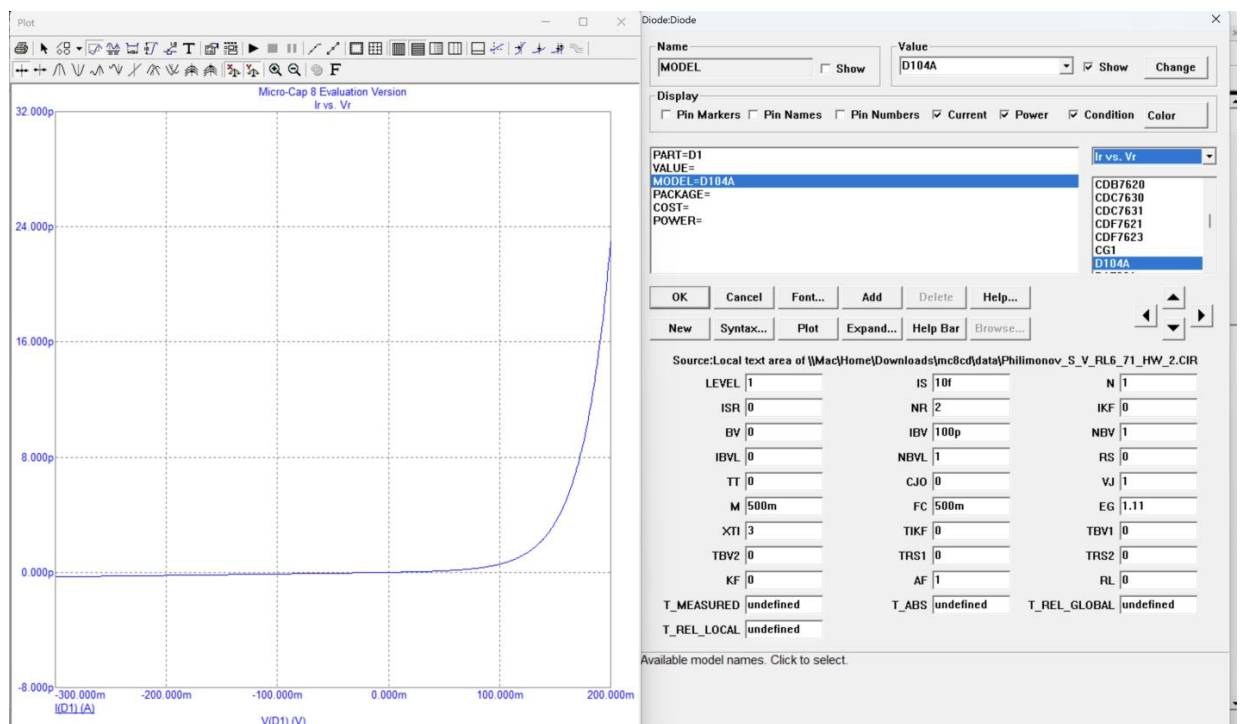 Plot
T
F
Micro-Cap 8 Evaluation Version
Ir vs. Vr
32.000p
24.000p
16.000p
8.000p
0.000p
-8.000p
-300.000m -200.000m -100.000m 0.000m 100.000m 200.000m
I(D1) (A)
V(D1) (V)
Diode:Diode
Name
MODEL Show
Value
D104A Show Change
Display
Pin Markers Pin Names Pin Numbers Current Power Condition Color
PART=D1
VALUE=
MODEL=D104A
PACKAGE=
COST=
POWER=
Ir vs. Vr
CDB7620
CDC7630
CDC7631
CDF7621
CDF7623
CG1
D104A
OK Cancel Font... Add Delete Help...
New Syntax... Plot Expand... Help Bar Browse...
Source:Local text area of \\Mac\Home\Downloads\mc8cd\data\Philimonov_S_V_RL6_71_HW_2.CIR
LEVEL 1 IS 10f N 1
ISR 0 NR 2 IKF 0
BV 0 IBV 100p NBV 1
IBVL 0 NBVL 1 RS 0
TT 0 CJO 0 VJ 1
M 500m FC 500m EG 1.11
XTI 3 TIKF 0 TBV1 0
TBV2 0 TRS1 0 TRS2 0
KF 0 AF 1 RL 0
T_MEASURED undefined T_ABS undefined T_REL_GLOBAL undefined
T_REL_LOCAL undefined
Available model names. Click to select.